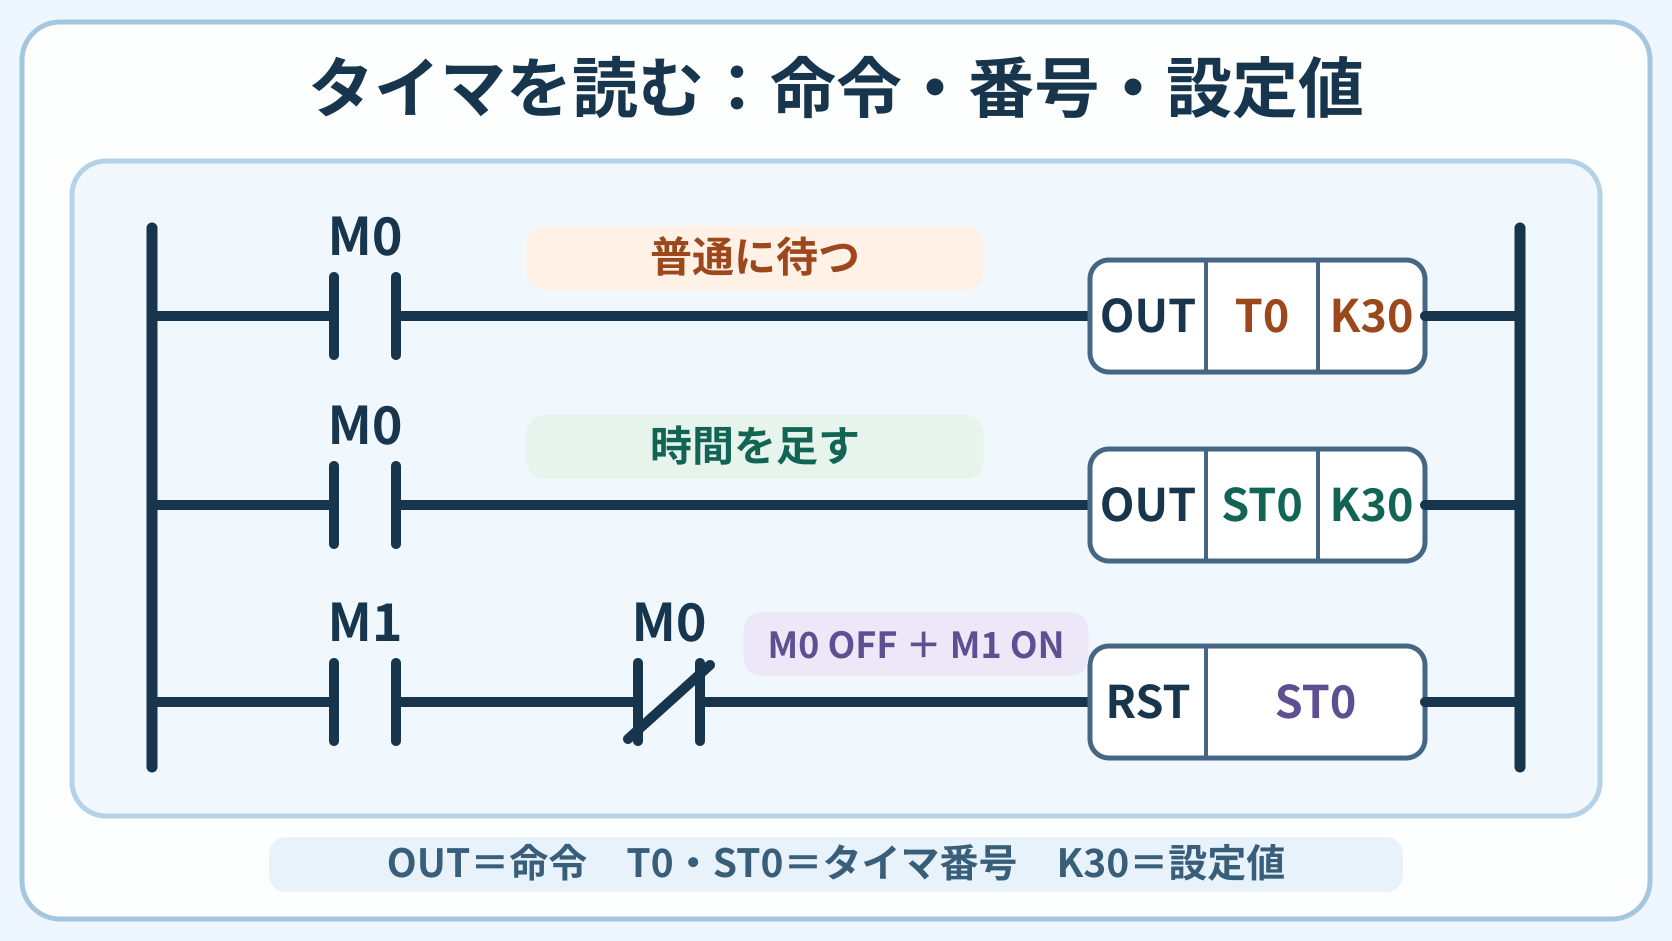 タイマを読む：命令・番号・設定値
M0
普通に待つ
OUT T0 K30
M0
時間を足す
OUT ST0 K30
M1 M0
M0 OFF ＋ M1 ON
RST ST0
OUT＝命令　T0・ST0＝タイマ番号　K30＝設定値